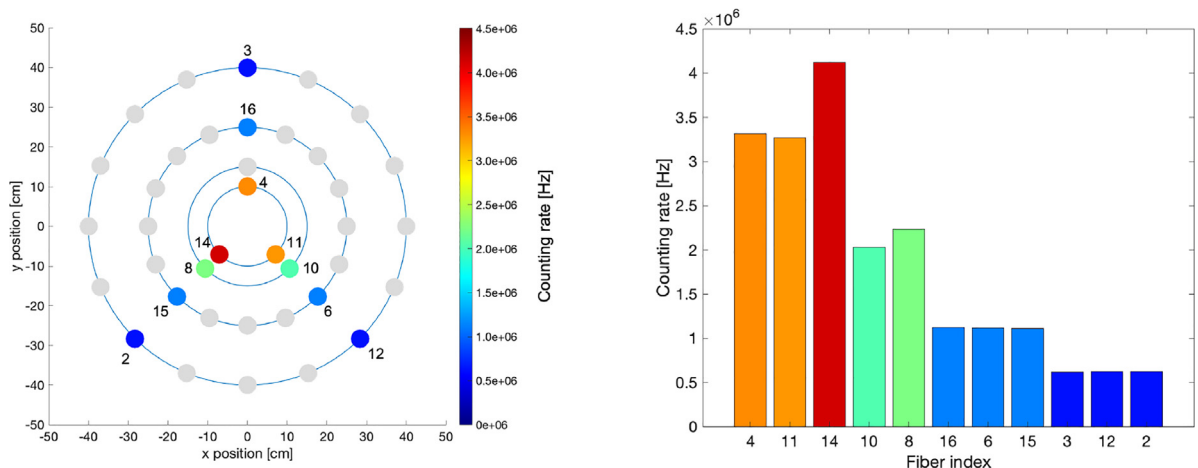 50
40
30
20
10
0
-10
-20
-30
-40
-50
y position [cm]
-50 -40 -30 -20 -10 0 10 20 30 40 50
x position [cm]
3
16
4
14
11
8
10
15
6
2
12
4.5e+06
4.0e+06
3.5e+06
3.0e+06
2.5e+06
2.0e+06
1.5e+06
1.0e+06
0.5e+06
0e+06
Counting rate [Hz]
×10⁶
4.5
4
3.5
3
2.5
2
1.5
1
0.5
0
Counting rate [Hz]
4 11 14 10 8 16 6 15 3 12 2
Fiber index